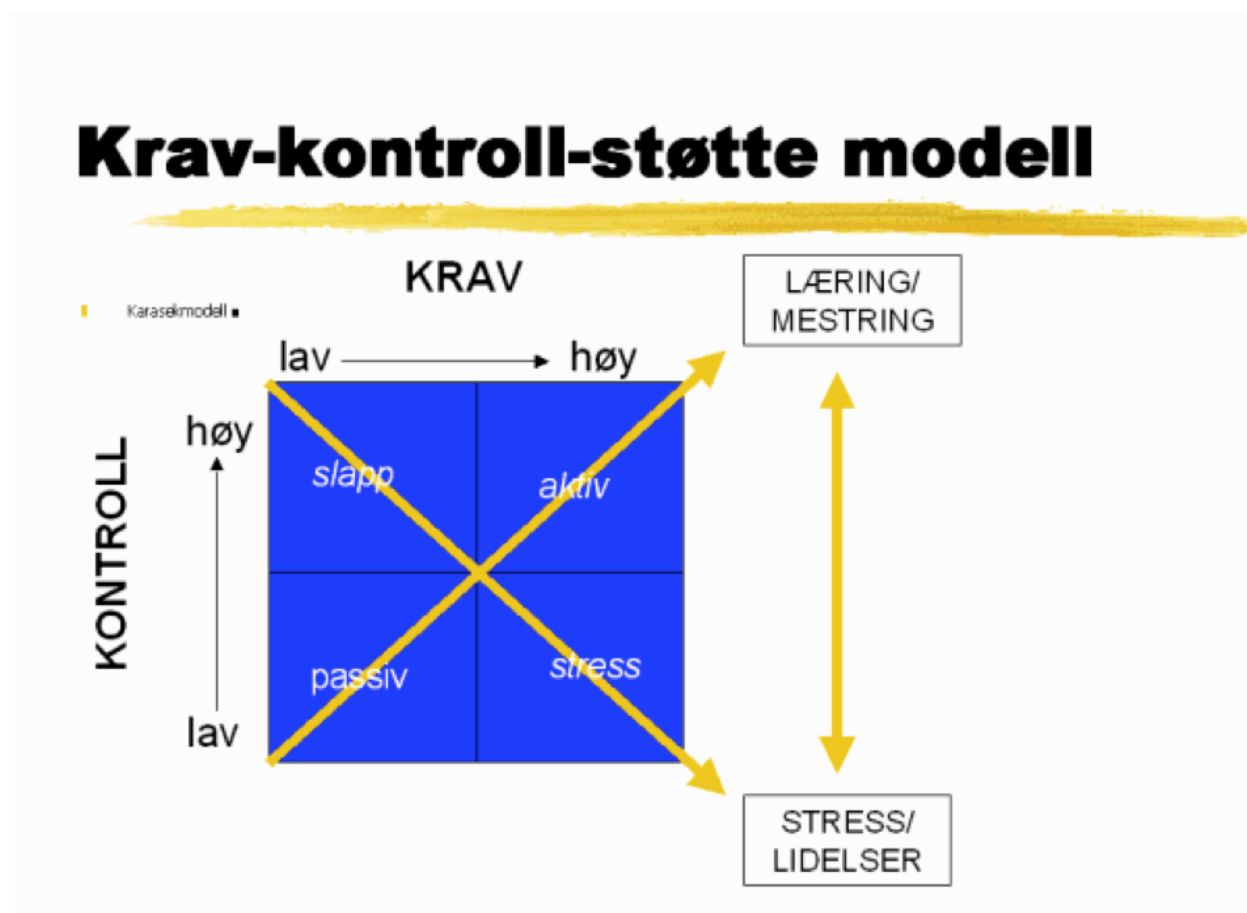 Krav-kontroll-støtte modell
KRAV
Karasekmodell
lav høy
LÆRING/
MESTRING
KONTROLL
høy
lav
slapp aktiv
passiv stress
STRESS/
LIDELSER